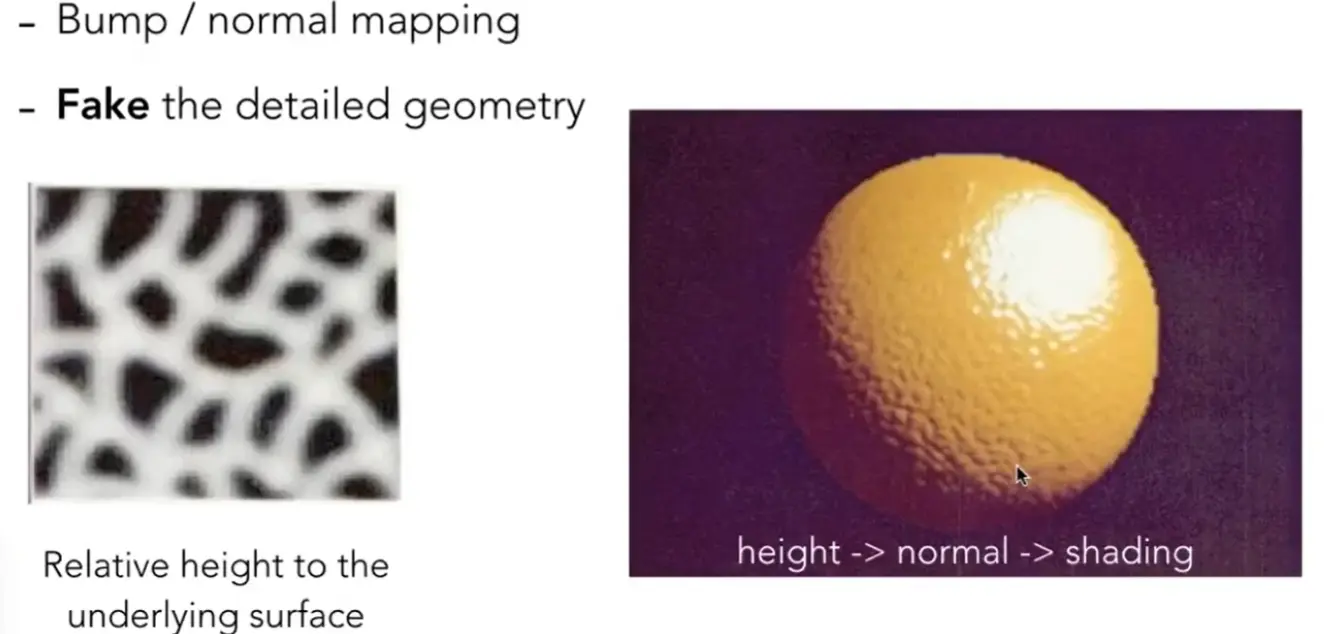 - Bump / normal mapping
- Fake the detailed geometry
Relative height to the
underlying surface
height -> normal -> shading